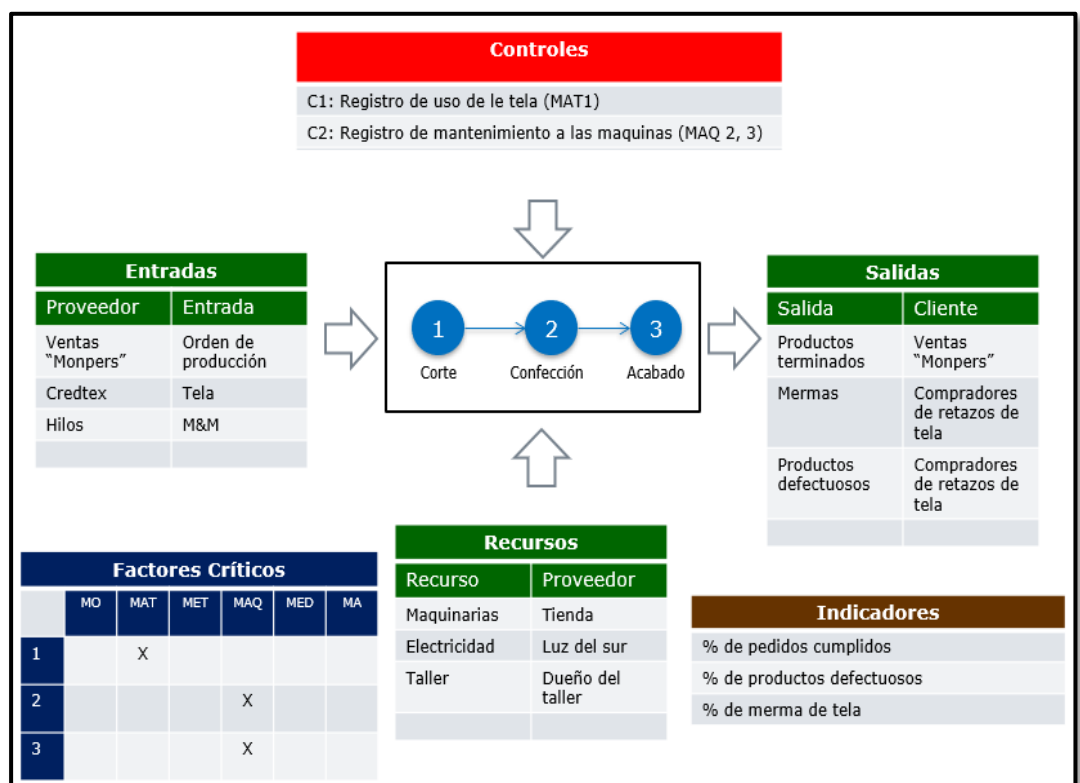 Controles
C1: Registro de uso de le tela (MAT1)
C2: Registro de mantenimiento a las maquinas (MAQ 2, 3)
Entradas
Proveedor Entrada
Ventas Orden de
"Monpers" producción
Credtex Tela
Hilos M&M
1 2 3
Corte Confección Acabado
Salidas
Salida Cliente
Productos Ventas
terminados "Monpers"
Mermas Compradores
de retazos de
tela
Productos Compradores
defectuosos de retazos de
tela
Factores Críticos
MO MAT MET MAQ MED MA
1 X
2 X
3 X
Recursos
Recurso Proveedor
Maquinarias Tienda
Electricidad Luz del sur
Taller Dueño del
taller
Indicadores
% de pedidos cumplidos
% de productos defectuosos
% de merma de tela